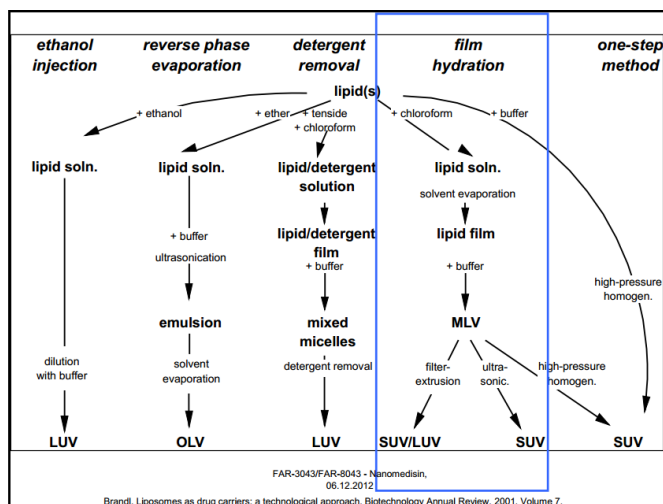 ethanol injection
reverse phase evaporation
detergent removal
film hydration
one-step method
lipid(s)
+ ethanol
+ ether
+ tenside
+ chloroform
+ chloroform
+ buffer
lipid soln.
lipid soln.
lipid/detergent solution
lipid soln.
solvent evaporation
+ buffer
ultrasonication
lipid/detergent film
+ buffer
lipid film
+ buffer
high-pressure homogen.
emulsion
mixed micelles
MLV
dilution with buffer
solvent evaporation
detergent removal
filter-extrusion
ultra-sonic.
high-pressure homogen.
LUV
OLV
LUV
SUV/LUV
SUV
SUV
FAR-3043/FAR-8043 - Nanomedisin,
06.12.2012
Brandl. Liposomes as drug carriers: a technological approach. Biotechnology Annual Review. 2001. Volume 7.